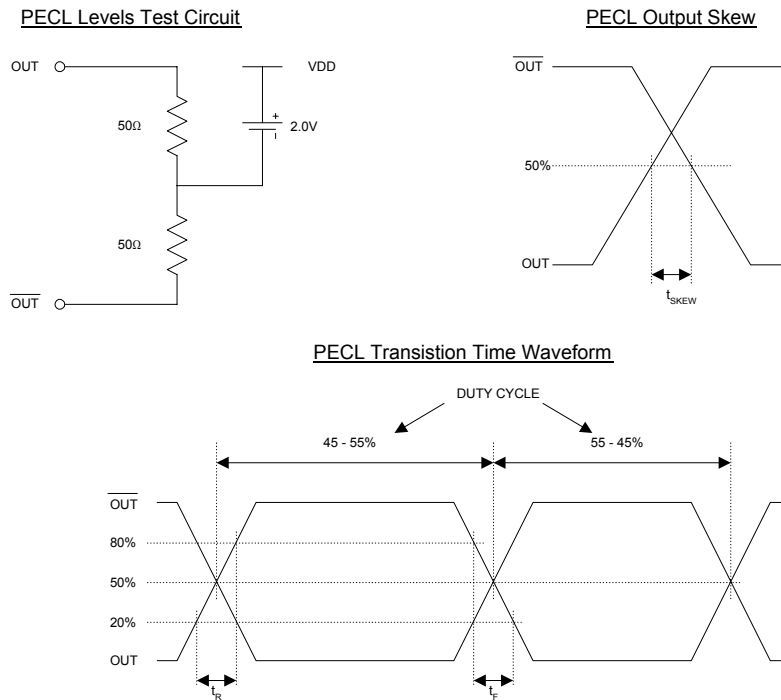 PECL Levels Test Circuit
PECL Output Skew
OUT
VDD
50Ω
+
-
2.0V
50Ω
OUT
OUT
50%
OUT
tSKEW
PECL Transistion Time Waveform
DUTY CYCLE
45 - 55%
55 - 45%
OUT
80%
50%
20%
OUT
tR
tF